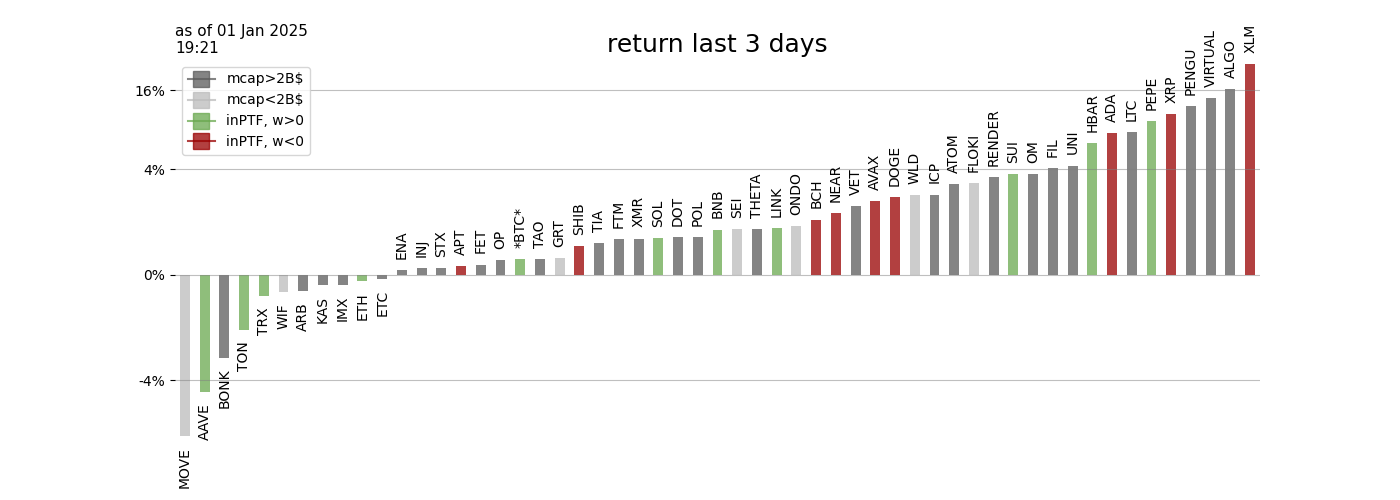 as of 01 Jan 2025
19:21
return last 3 days
mcap>2B$
mcap<2B$
inPTF, w>0
inPTF, w<0
16%
4%
0%
-4%
MOVE
AAVE
BONK
TON
TRX
WIF
ARB
KAS
IMX
ETH
ETC
ENA
INJ
STX
APT
FET
OP
*BTC*
TAO
GRT
SHIB
TIA
FTM
XMR
SOL
DOT
POL
BNB
SEI
THETA
LINK
ONDO
BCH
NEAR
VET
AVAX
DOGE
WLD
ICP
ATOM
FLOKI
RENDER
SUI
OM
FIL
UNI
HBAR
ADA
LTC
PEPE
XRP
PENGU
VIRTUAL
ALGO
XLM